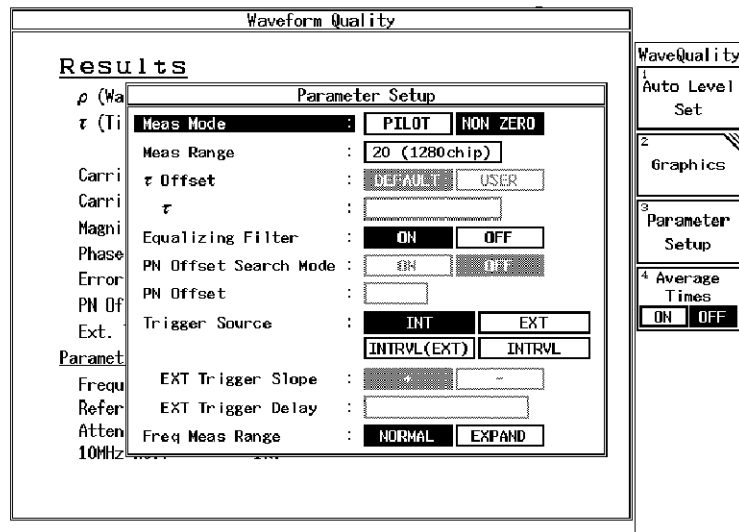 Waveform Quality
Results
ρ (Wa
τ (Ti
Carri
Carri
Magni
Phase
Error
PN Of
Ext.
Paramet
Frequ
Refer
Atten
10MHz
Parameter Setup
Meas Mode : PILOT NON ZERO
Meas Range : 20 (1280chip)
τ Offset : DEFAULT USER
τ :
Equalizing Filter : ON OFF
PN Offset Search Mode : ON OFF
PN Offset :
Trigger Source : INT EXT
INTRVL(EXT) INTRVL
EXT Trigger Slope : + -
EXT Trigger Delay :
Freq Meas Range : NORMAL EXPAND
WaveQuality
1
Auto Level
Set
2
Graphics
3
Parameter
Setup
4 Average
Times
ON OFF